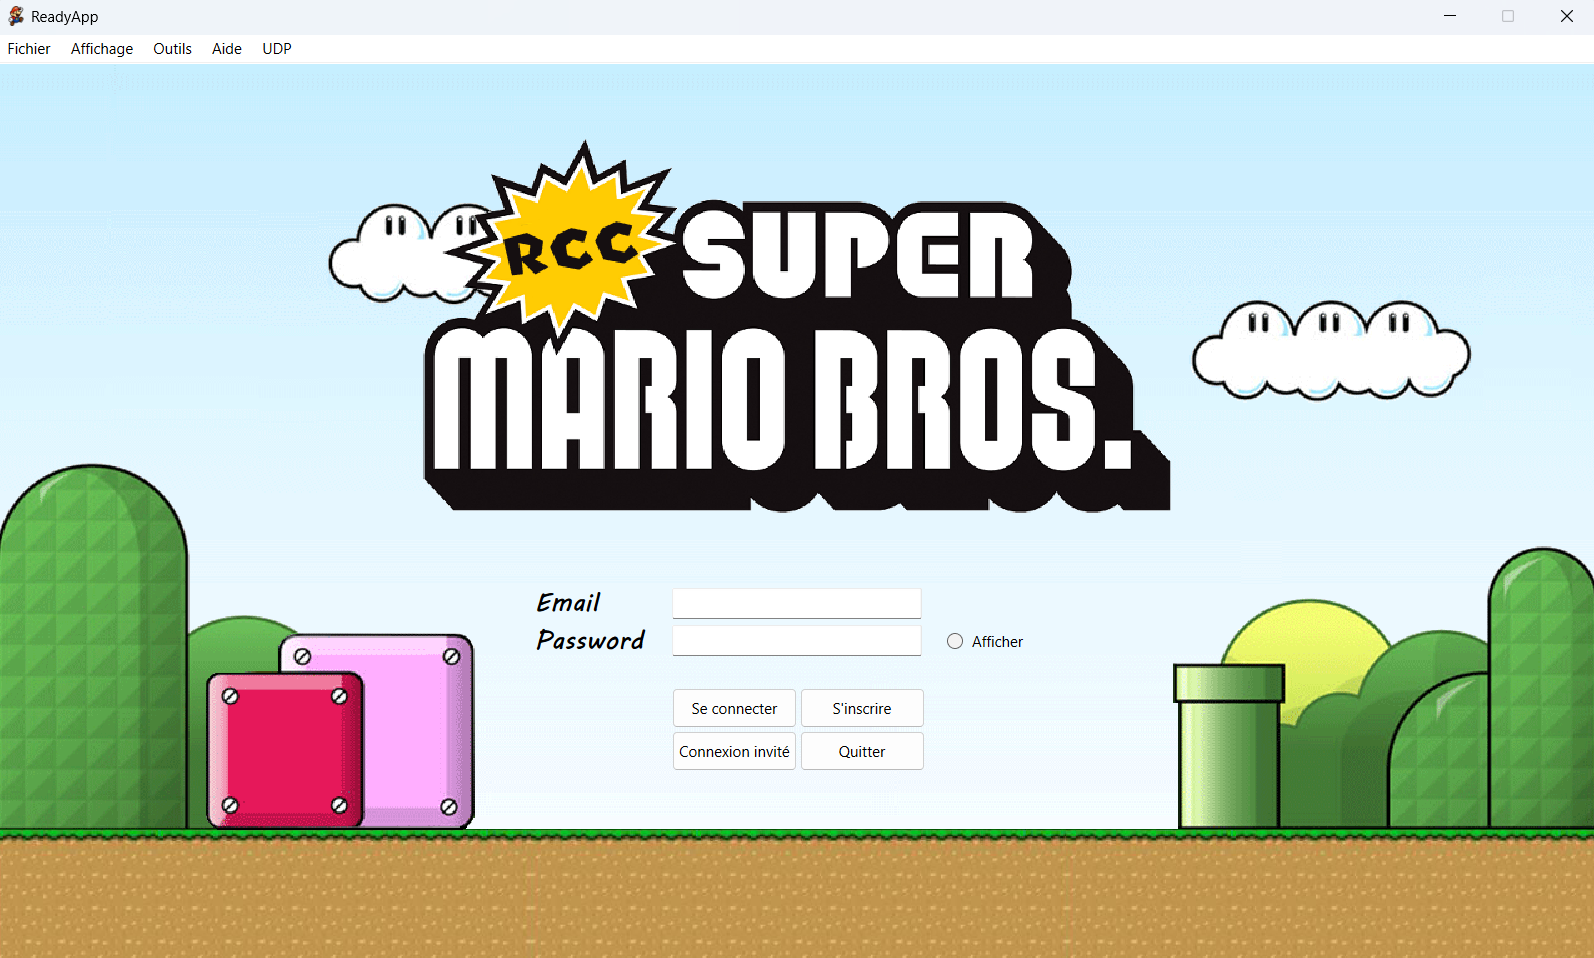 ReadyApp
Fichier Affichage Outils Aide UDP
RCC SUPER
MARIO BROS.
Email
Password Afficher
Se connecter S'inscrire
Connexion invité Quitter